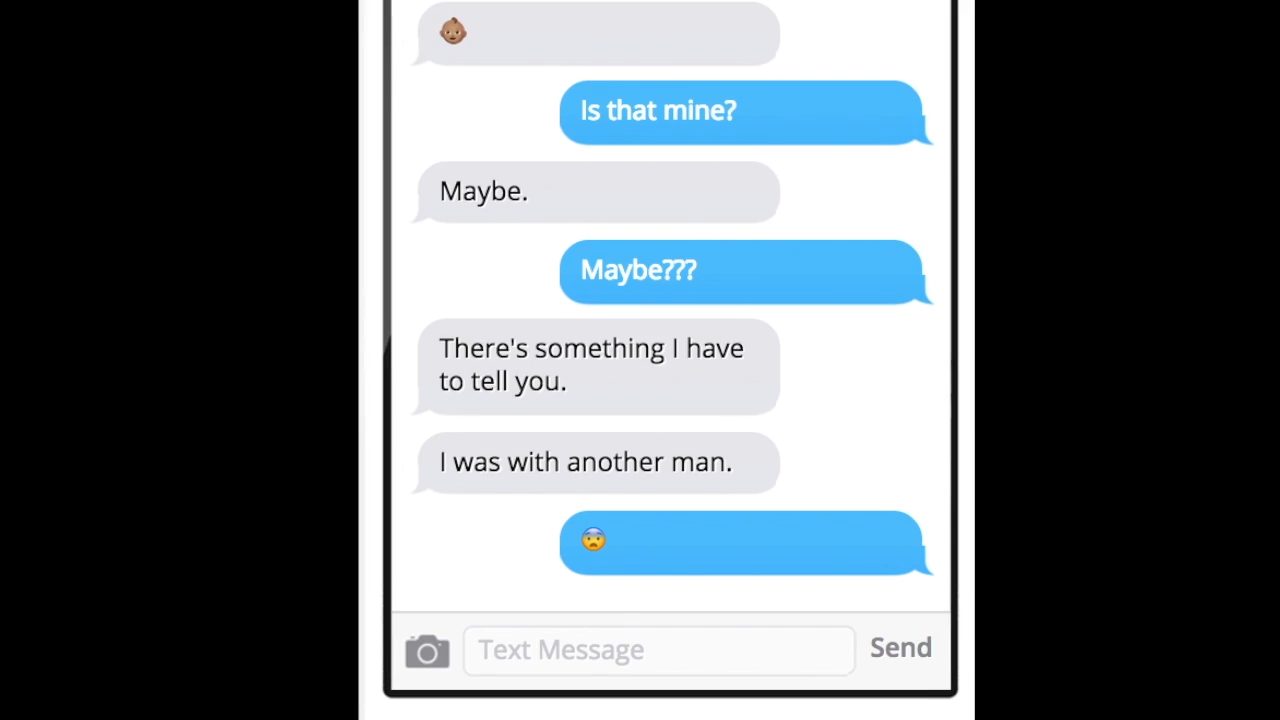 👶🏽
Is that mine?
Maybe.
Maybe???
There's something I have
to tell you.
I was with another man.
😨
Text Message
Send